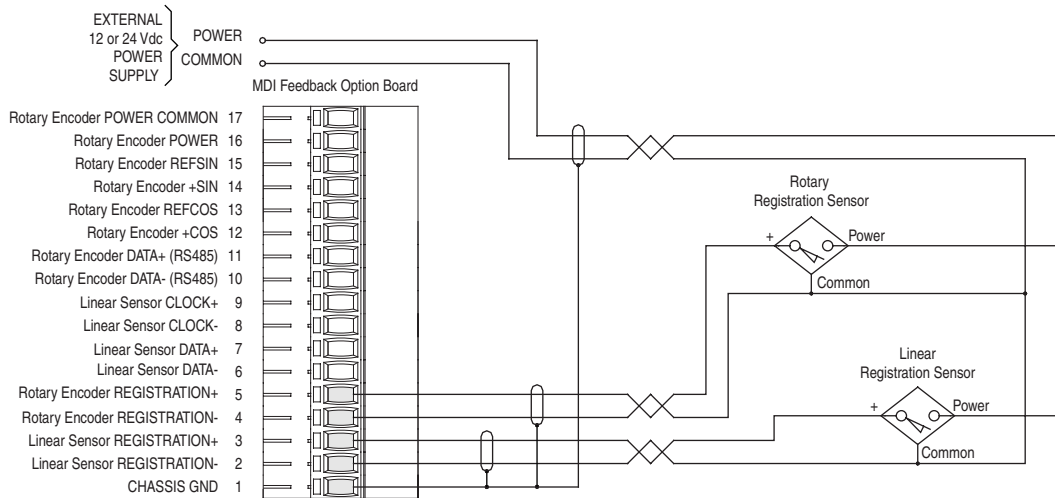 EXTERNAL
12 or 24 Vdc
POWER
SUPPLY
POWER
COMMON
MDI Feedback Option Board
Rotary Encoder POWER COMMON 17
Rotary Encoder POWER 16
Rotary Encoder REFSIN 15
Rotary Encoder +SIN 14
Rotary Encoder REFCOS 13
Rotary Encoder +COS 12
Rotary Encoder DATA+ (RS485) 11
Rotary Encoder DATA- (RS485) 10
Linear Sensor CLOCK+ 9
Linear Sensor CLOCK- 8
Linear Sensor DATA+ 7
Linear Sensor DATA- 6
Rotary Encoder REGISTRATION+ 5
Rotary Encoder REGISTRATION- 4
Linear Sensor REGISTRATION+ 3
Linear Sensor REGISTRATION- 2
CHASSIS GND 1
Rotary
Registration Sensor
+
Power
Common
Linear
Registration Sensor
+
Power
Common